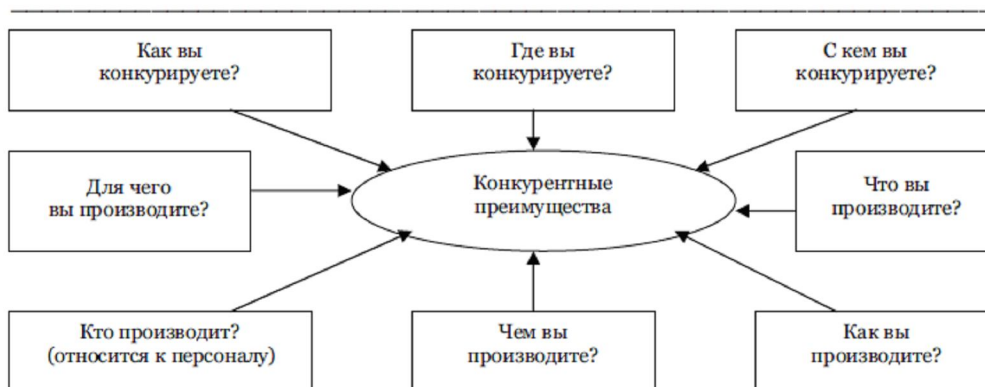 Как вы
конкурируете?
Где вы
конкурируете?
С кем вы
конкурируете?
Для чего
вы производите?
Конкурентные
преимущества
Что вы
производите?
Кто производит?
(относится к персоналу)
Чем вы
производите?
Как вы
производите?